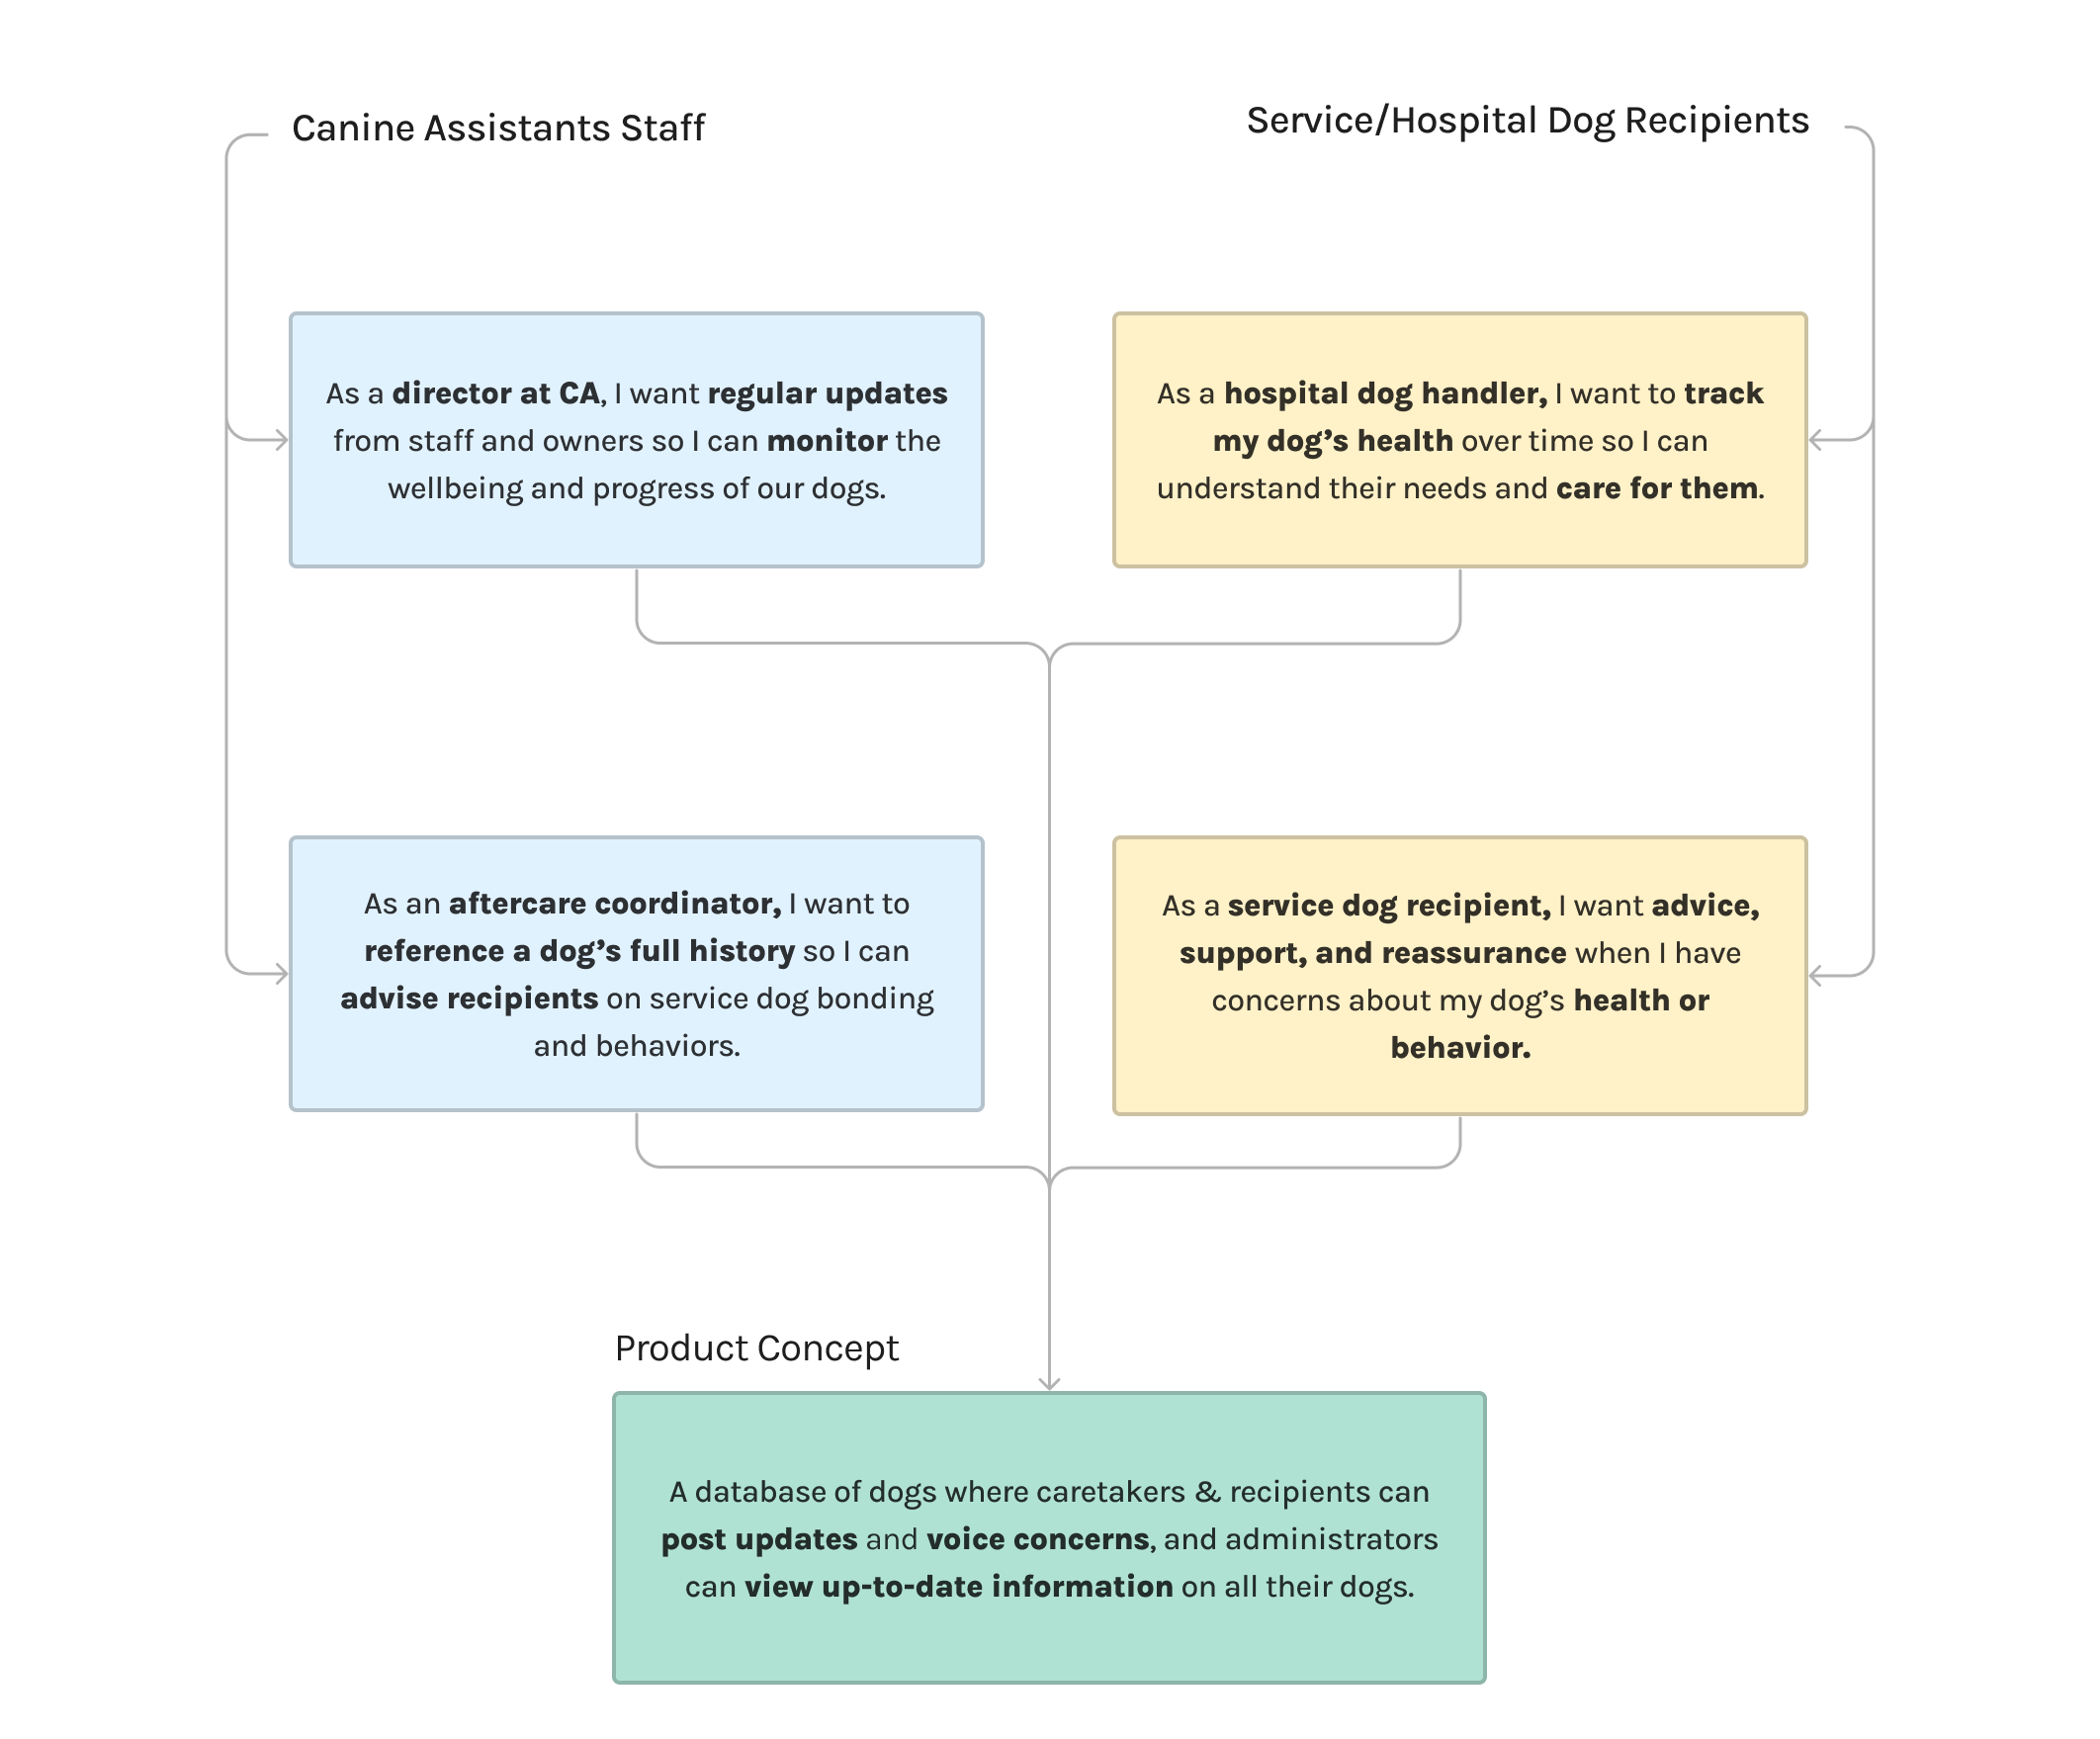 Canine Assistants Staff
Service/Hospital Dog Recipients
As a director at CA, I want regular updates
from staff and owners so I can monitor the
wellbeing and progress of our dogs.
As a hospital dog handler, I want to track
my dog’s health over time so I can
understand their needs and care for them.
As an aftercare coordinator, I want to
reference a dog’s full history so I can
advise recipients on service dog bonding
and behaviors.
As a service dog recipient, I want advice,
support, and reassurance when I have
concerns about my dog’s health or
behavior.
Product Concept
A database of dogs where caretakers & recipients can
post updates and voice concerns, and administrators
can view up-to-date information on all their dogs.